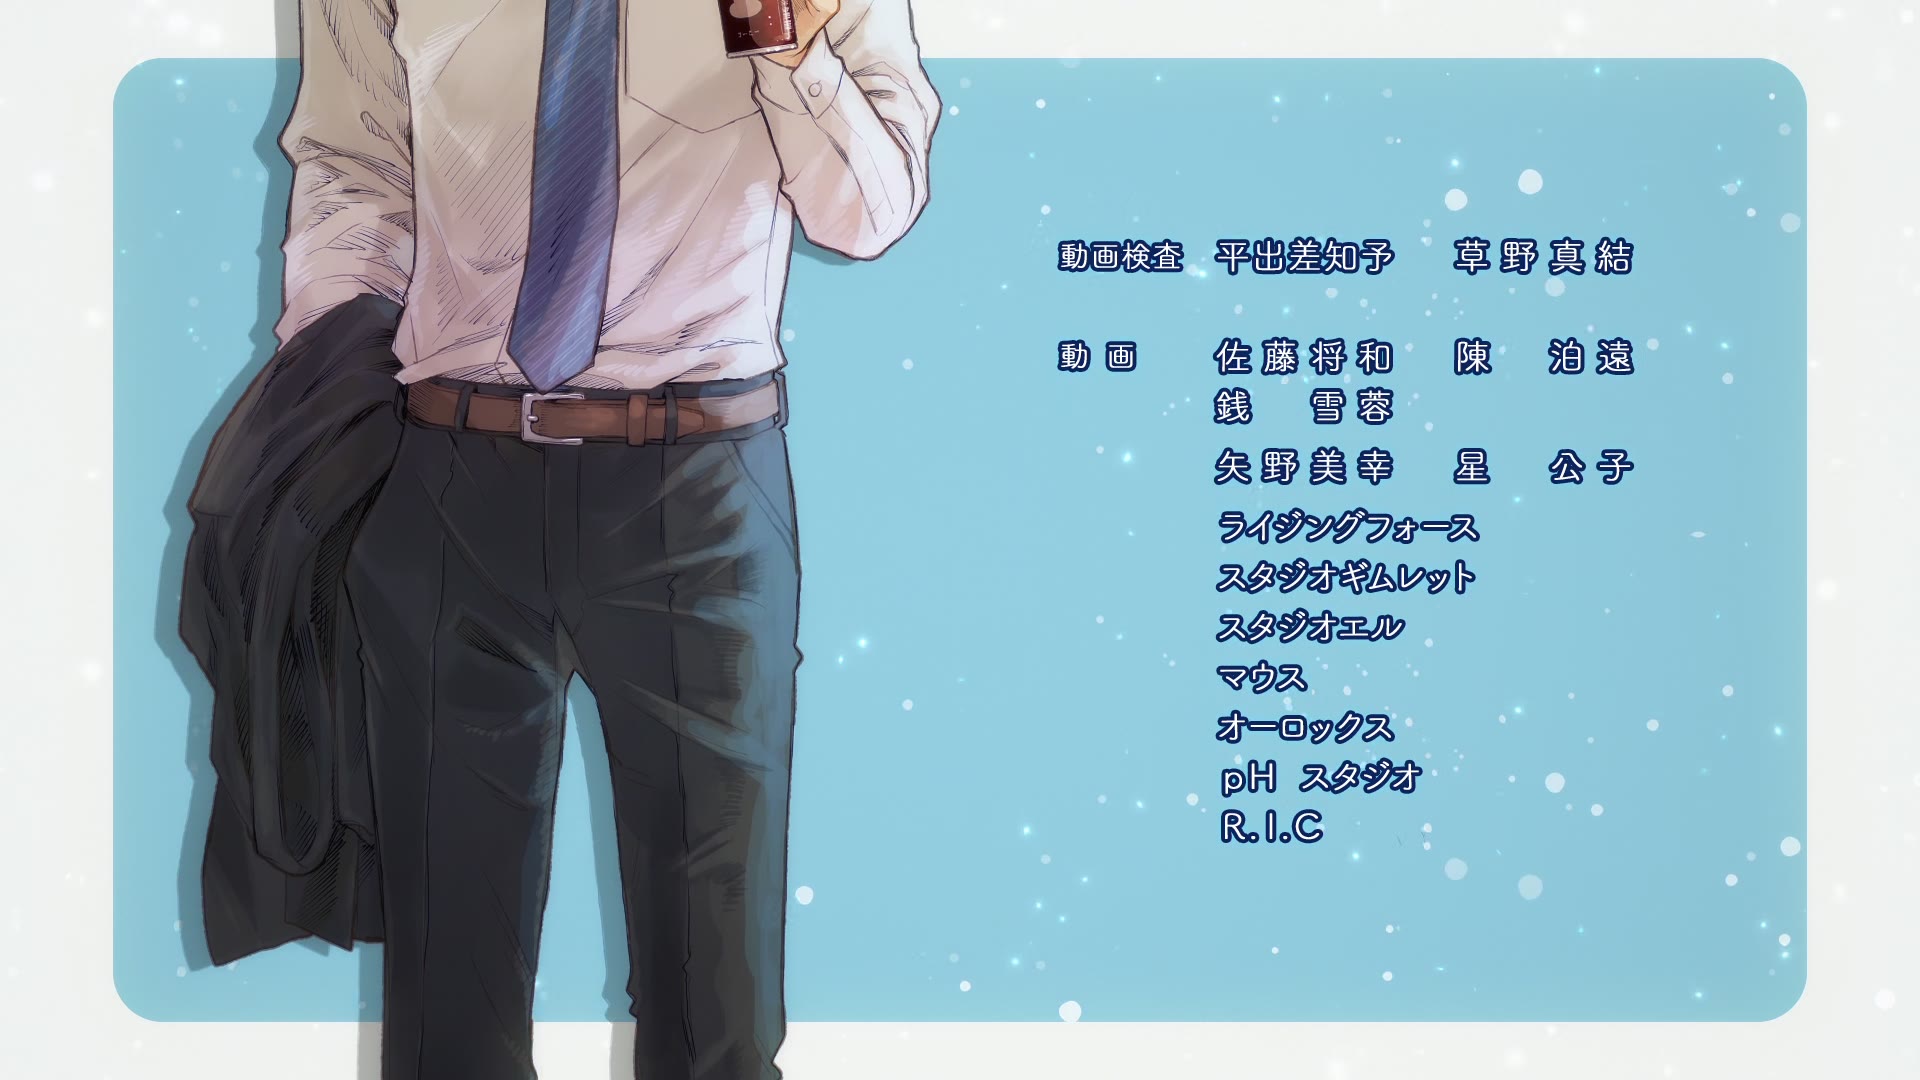 動画検査 平出差知予 草野真結
動画 佐藤将和 陳 泊遠
銭 雪蓉
矢野美幸 星 公子
ライジングフォース
スタジオギムレット
スタジオエル
マウス
オーロックス
pH スタジオ
R.I.C